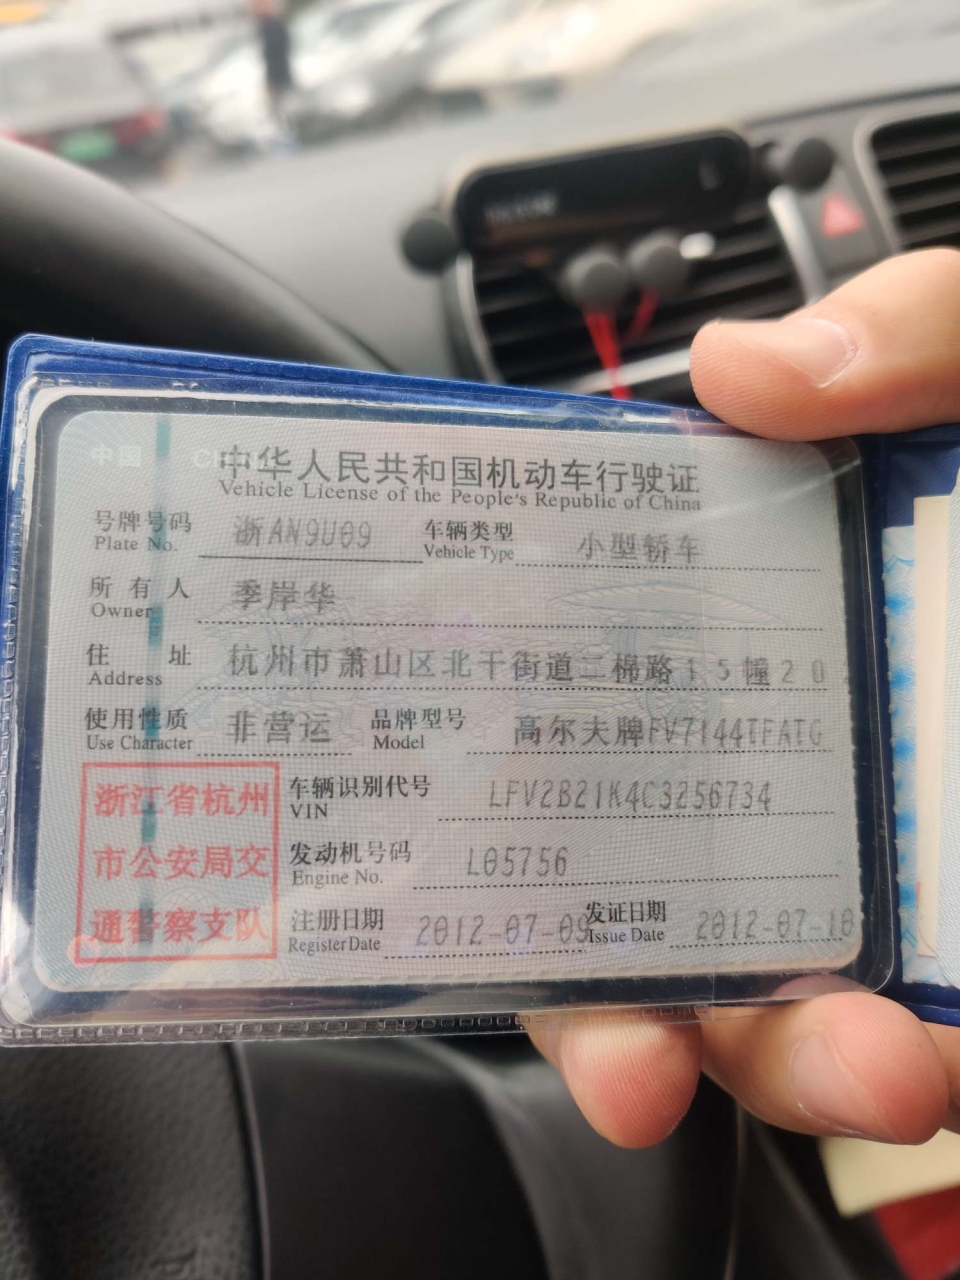 中国 CHINA
中华人民共和国机动车行驶证
Vehicle License of the People's Republic of China
号牌号码 浙AN9U09 车辆类型 小型轿车
Plate No. Vehicle Type
所有人 季岸华
Owner
住址 杭州市萧山区北干街道二棉路15幢20
Address
使用性质 非营运 品牌型号 高尔夫牌FV7144TFATG
Use Character Model
浙江省杭州 车辆识别代号 LFV2B21K4C3256734
VIN
市公安局交 发动机号码 L05756
Engine No.
通警察支队 注册日期 2012-07-09 发证日期 2012-07-10
Register Date Issue Date